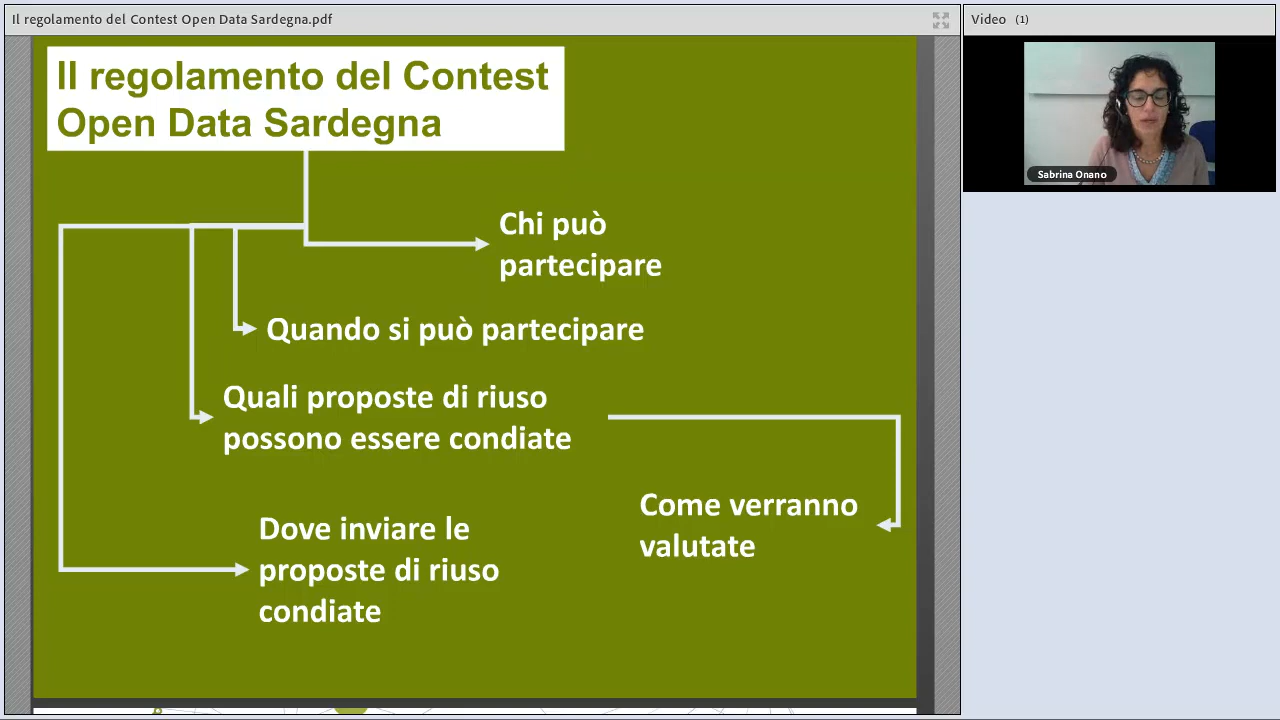 Il regolamento del Contest Open Data Sardegna.pdf
Video (1)
Il regolamento del Contest
Open Data Sardegna
Chi può
partecipare
Quando si può partecipare
Quali proposte di riuso
possono essere condiate
Come verranno
valutate
Dove inviare le
proposte di riuso
condiate
Sabrina Onano